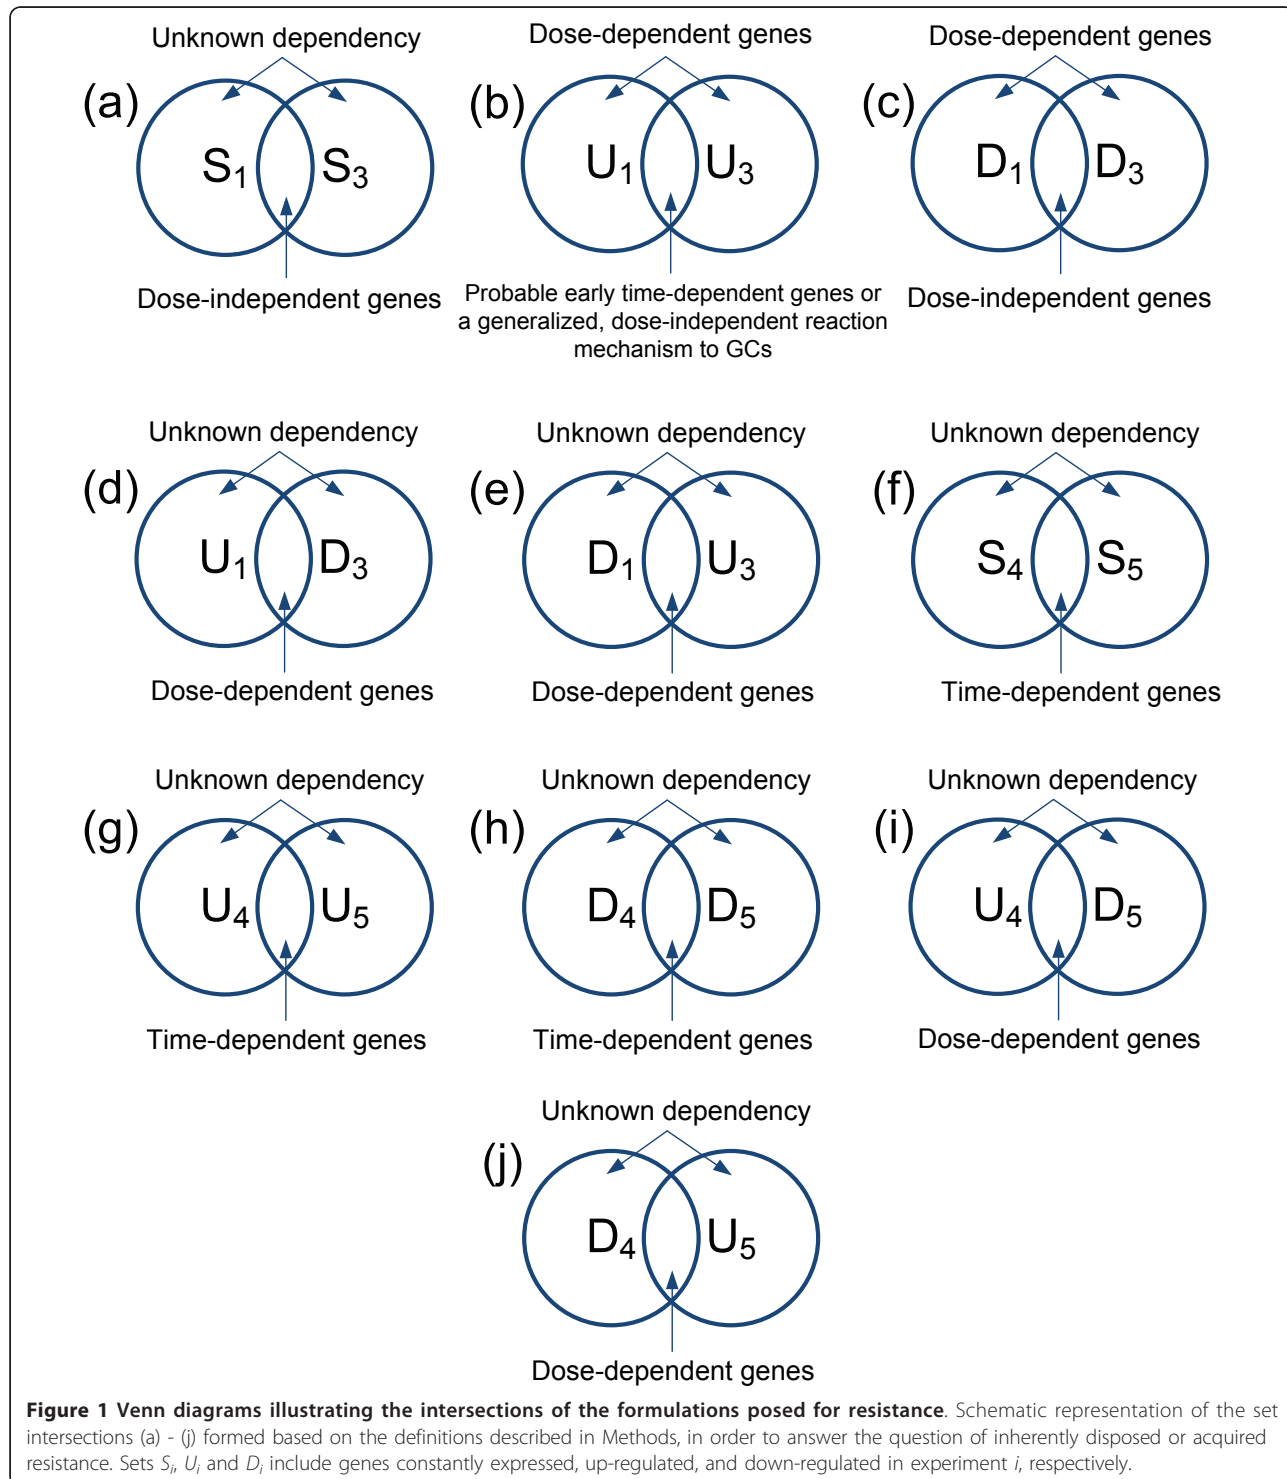 Unknown dependency
(a)
S1 S3
Dose-independent genes
Dose-dependent genes
(b)
U1 U3
Probable early time-dependent genes or
a generalized, dose-independent reaction
mechanism to GCs
Dose-dependent genes
(c)
D1 D3
Dose-independent genes
Unknown dependency
(d)
U1 D3
Dose-dependent genes
Unknown dependency
(e)
D1 U3
Dose-dependent genes
Unknown dependency
(f)
S4 S5
Time-dependent genes
Unknown dependency
(g)
U4 U5
Time-dependent genes
Unknown dependency
(h)
D4 D5
Time-dependent genes
Unknown dependency
(i)
U4 D5
Dose-dependent genes
Unknown dependency
(j)
D4 U5
Dose-dependent genes
Figure 1 Venn diagrams illustrating the intersections of the formulations posed for resistance. Schematic representation of the set
intersections (a) - (j) formed based on the definitions described in Methods, in order to answer the question of inherently disposed or acquired
resistance. Sets Si, Ui and Di include genes constantly expressed, up-regulated, and down-regulated in experiment i, respectively.